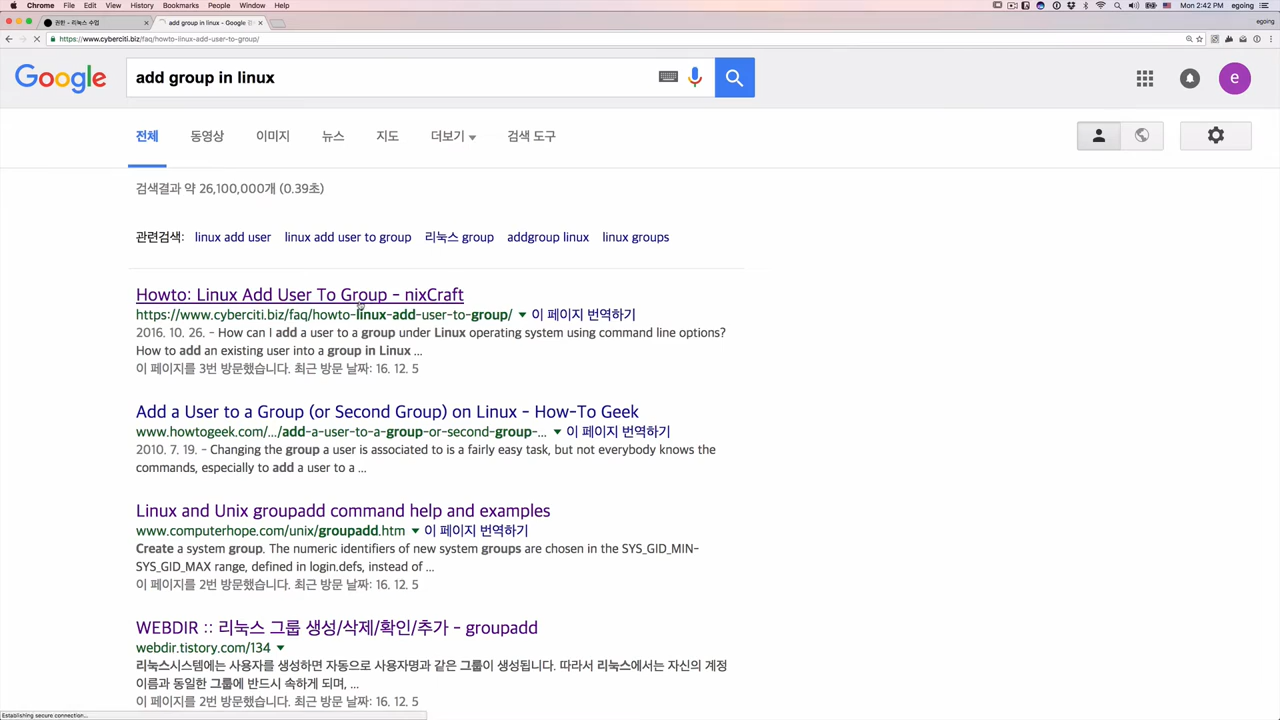 Chrome File Edit View History Bookmarks People Window Help
Mon 2:42 PM egoing
권한 - 리눅스 수업
add group in linux - Google
egoing
https://www.cyberciti.biz/faq/howto-linux-add-user-to-group/
Google
add group in linux
e
전체 동영상 이미지 뉴스 지도 더보기 검색 도구
검색결과 약 26,100,000개 (0.39초)
관련검색: linux add user linux add user to group 리눅스 group addgroup linux linux groups
Howto: Linux Add User To Group - nixCraft
https://www.cyberciti.biz/faq/howto-linux-add-user-to-group/ 이 페이지 번역하기
2016. 10. 26. - How can I add a user to a group under Linux operating system using command line options?
How to add an existing user into a group in Linux ...
이 페이지를 3번 방문했습니다. 최근 방문 날짜: 16. 12. 5
Add a User to a Group (or Second Group) on Linux - How-To Geek
www.howtogeek.com/.../add-a-user-to-a-group-or-second-group-... 이 페이지 번역하기
2010. 7. 19. - Changing the group a user is associated to is a fairly easy task, but not everybody knows the
commands, especially to add a user to a ...
Linux and Unix groupadd command help and examples
www.computerhope.com/unix/groupadd.htm 이 페이지 번역하기
Create a system group. The numeric identifiers of new system groups are chosen in the SYS_GID_MIN-
SYS_GID_MAX range, defined in login.defs, instead of ...
이 페이지를 2번 방문했습니다. 최근 방문 날짜: 16. 12. 5
WEBDIR :: 리눅스 그룹 생성/삭제/확인/추가 - groupadd
webdir.tistory.com/134
리눅스시스템에는 사용자를 생성하면 자동으로 사용자명과 같은 그룹이 생성됩니다. 따라서 리눅스에서는 자신의 계정
이름과 동일한 그룹에 반드시 속하게 되며, ...
이 페이지를 2번 방문했습니다. 최근 방문 날짜: 16. 12. 5
Establishing secure connection...